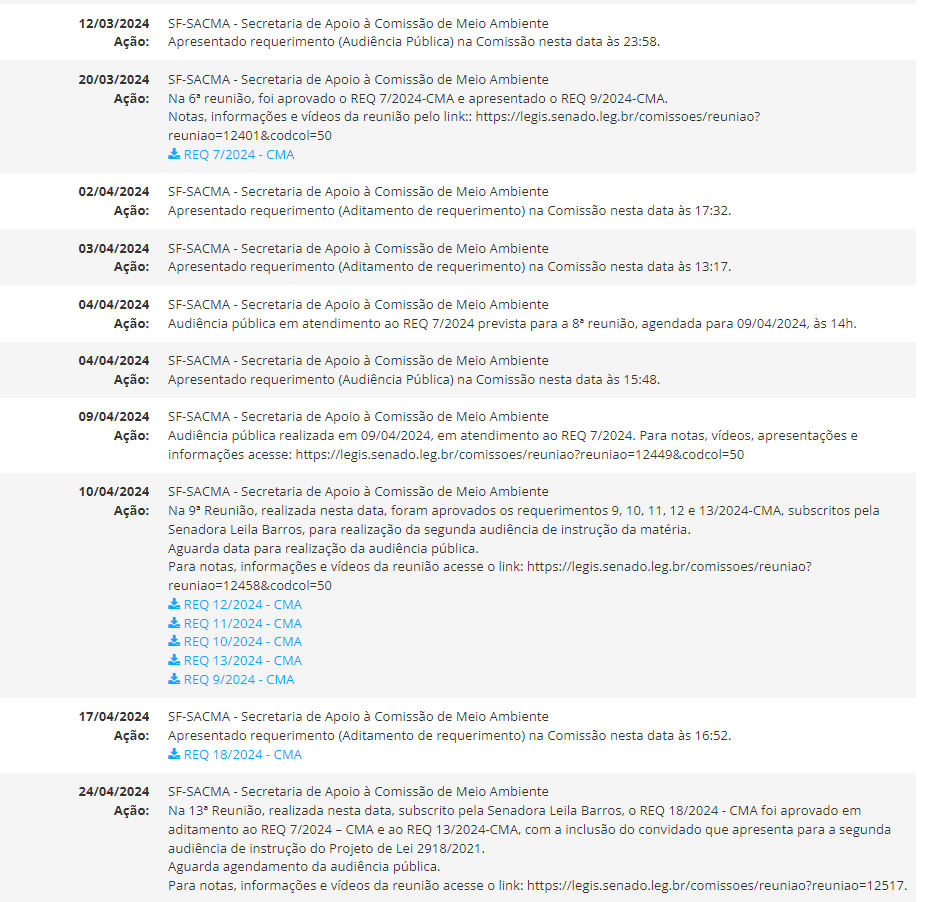 12/03/2024 SF-SACMA - Secretaria de Apoio à Comissão de Meio Ambiente
Ação: Apresentado requerimento (Audiência Pública) na Comissão nesta data às 23:58.
20/03/2024 SF-SACMA - Secretaria de Apoio à Comissão de Meio Ambiente
Ação: Na 6ª reunião, foi aprovado o REQ 7/2024-CMA e apresentado o REQ 9/2024-CMA.
Notas, informações e vídeos da reunião pelo link:: https://legis.senado.leg.br/comissoes/reuniao?
reuniao=12401&codcol=50
REQ 7/2024 - CMA
02/04/2024 SF-SACMA - Secretaria de Apoio à Comissão de Meio Ambiente
Ação: Apresentado requerimento (Aditamento de requerimento) na Comissão nesta data às 17:32.
03/04/2024 SF-SACMA - Secretaria de Apoio à Comissão de Meio Ambiente
Ação: Apresentado requerimento (Aditamento de requerimento) na Comissão nesta data às 13:17.
04/04/2024 SF-SACMA - Secretaria de Apoio à Comissão de Meio Ambiente
Ação: Audiência pública em atendimento ao REQ 7/2024 prevista para a 8ª reunião, agendada para 09/04/2024, às 14h.
04/04/2024 SF-SACMA - Secretaria de Apoio à Comissão de Meio Ambiente
Ação: Apresentado requerimento (Audiência Pública) na Comissão nesta data às 15:48.
09/04/2024 SF-SACMA - Secretaria de Apoio à Comissão de Meio Ambiente
Ação: Audiência pública realizada em 09/04/2024, em atendimento ao REQ 7/2024. Para notas, vídeos, apresentações e
informações acesse: https://legis.senado.leg.br/comissoes/reuniao?reuniao=12449&codcol=50
10/04/2024 SF-SACMA - Secretaria de Apoio à Comissão de Meio Ambiente
Ação: Na 9ª Reunião, realizada nesta data, foram aprovados os requerimentos 9, 10, 11, 12 e 13/2024-CMA, subscritos pela
Senadora Leila Barros, para realização da segunda audiência de instrução da matéria.
Aguarda data para realização da audiência pública.
Para notas, informações e vídeos da reunião acesse o link: https://legis.senado.leg.br/comissoes/reuniao?
reuniao=12458&codcol=50
REQ 12/2024 - CMA
REQ 11/2024 - CMA
REQ 10/2024 - CMA
REQ 13/2024 - CMA
REQ 9/2024 - CMA
17/04/2024 SF-SACMA - Secretaria de Apoio à Comissão de Meio Ambiente
Ação: Apresentado requerimento (Aditamento de requerimento) na Comissão nesta data às 16:52.
REQ 18/2024 - CMA
24/04/2024 SF-SACMA - Secretaria de Apoio à Comissão de Meio Ambiente
Ação: Na 13ª Reunião, realizada nesta data, subscrito pela Senadora Leila Barros, o REQ 18/2024 - CMA foi aprovado em
aditamento ao REQ 7/2024 – CMA e ao REQ 13/2024-CMA, com a inclusão do convidado que apresenta para a segunda
audiência de instrução do Projeto de Lei 2918/2021.
Aguarda agendamento da audiência pública.
Para notas, informações e vídeos da reunião acesse o link: https://legis.senado.leg.br/comissoes/reuniao?reuniao=12517.